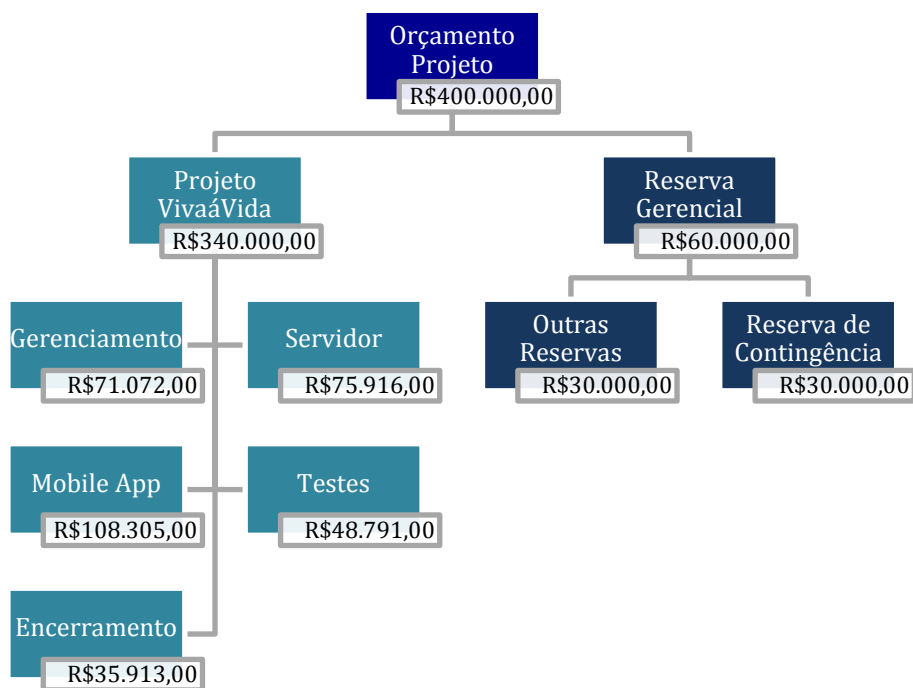 Orçamento
Projeto
R$400.000,00
Projeto
VivaáVida
R$340.000,00
Reserva
Gerencial
R$60.000,00
Gerenciamento
R$71.072,00
Servidor
R$75.916,00
Outras
Reservas
R$30.000,00
Reserva de
Contingência
R$30.000,00
Mobile App
R$108.305,00
Testes
R$48.791,00
Encerramento
R$35.913,00